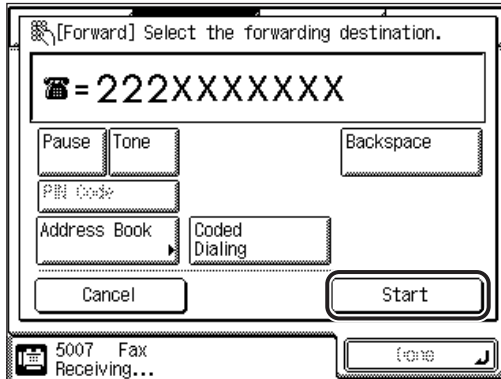 [Forward] Select the forwarding destination.
=222XXXXXXX
Pause Tone Backspace
PIN Code
Address Book Coded Dialing
Cancel Start
5007 Fax
Receiving...
Done